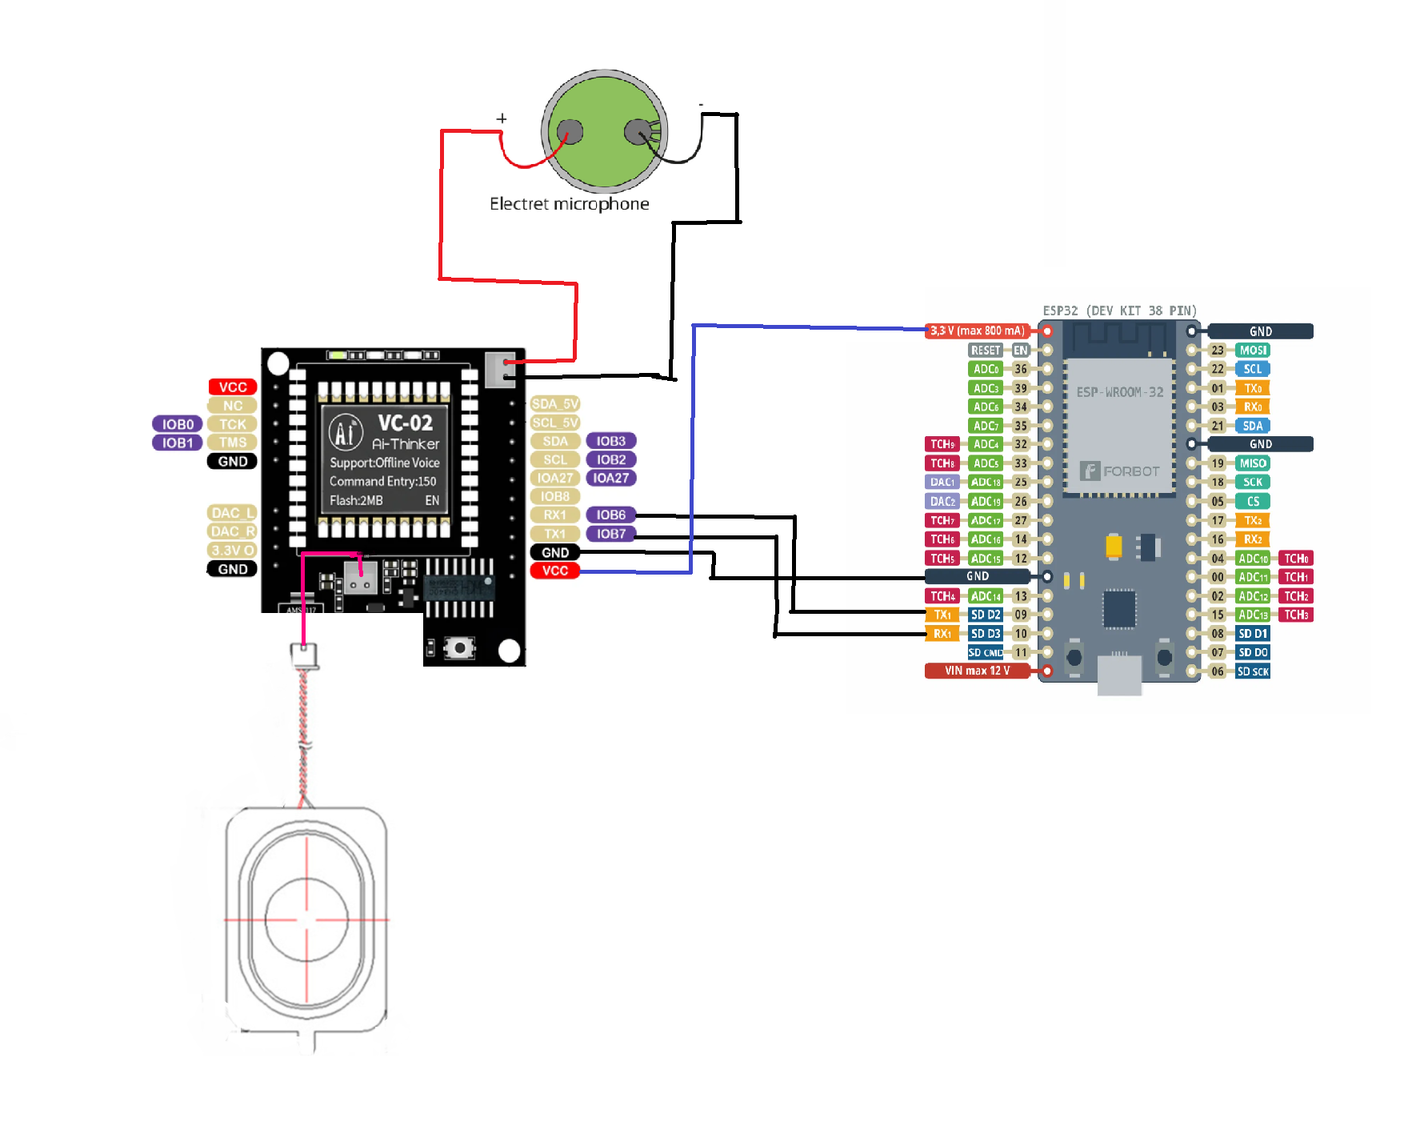 +
-
Electret microphone
VCC
NC
IOB0 TCK
IOB1 TMS
GND
DAC_L
DAC_R
3.3V O
GND
Ai
VC-02
Ai-Thinker
Support:Offline Voice
Command Entry:150
Flash:2MB EN
SDA_5V
SCL_5V
SDA IOB3
SCL IOB2
IOA27 IOA27
IOB8
RX1 IOB6
TX1 IOB7
GND
VCC
ESP32 (DEV KIT 38 PIN)
3,3 V (max 800 mA)
RESET EN
ADC0 36
ADC3 39
ADC6 34
ADC7 35
TCH9 ADC4 32
TCH8 ADC5 33
DAC1 ADC18 25
DAC2 ADC19 26
TCH7 ADC17 27
TCH6 ADC16 14
TCH5 ADC15 12
GND
TCH4 ADC14 13
TX1 SD D2 09
RX1 SD D3 10
SD CMD 11
VIN max 12 V
ESP-WROOM-32
FORBOT
GND
23 MOSI
22 SCL
01 TX0
03 RX0
21 SDA
GND
19 MISO
18 SCK
05 CS
17 TX2
16 RX2
04 ADC10 TCH0
00 ADC11 TCH1
02 ADC12 TCH2
15 ADC13 TCH3
08 SD D1
07 SD D0
06 SD SCK